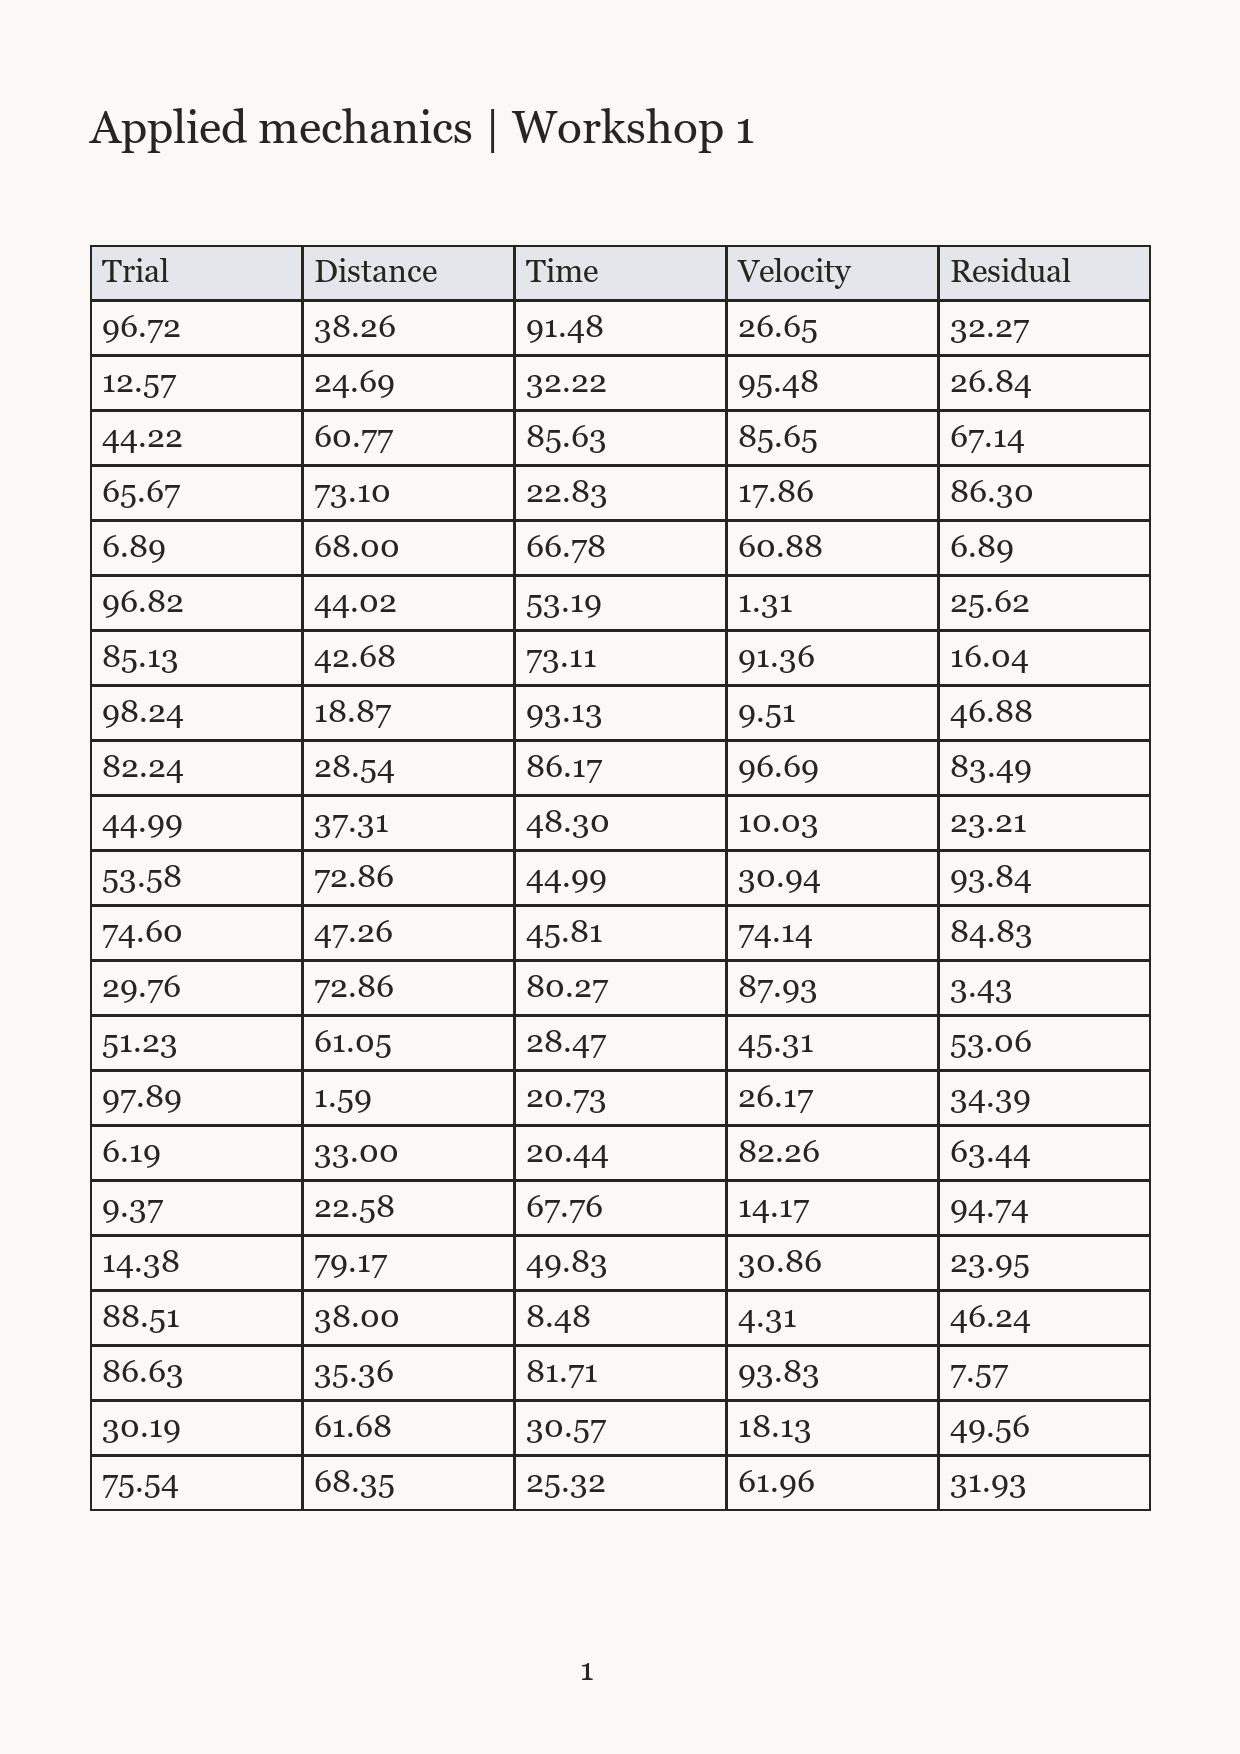 Applied mechanics | Workshop 1
Trial Distance Time Velocity Residual
96.72 38.26 91.48 26.65 32.27
12.57 24.69 32.22 95.48 26.84
44.22 60.77 85.63 85.65 67.14
65.67 73.10 22.83 17.86 86.30
6.89 68.00 66.78 60.88 6.89
96.82 44.02 53.19 1.31 25.62
85.13 42.68 73.11 91.36 16.04
98.24 18.87 93.13 9.51 46.88
82.24 28.54 86.17 96.69 83.49
44.99 37.31 48.30 10.03 23.21
53.58 72.86 44.99 30.94 93.84
74.60 47.26 45.81 74.14 84.83
29.76 72.86 80.27 87.93 3.43
51.23 61.05 28.47 45.31 53.06
97.89 1.59 20.73 26.17 34.39
6.19 33.00 20.44 82.26 63.44
9.37 22.58 67.76 14.17 94.74
14.38 79.17 49.83 30.86 23.95
88.51 38.00 8.48 4.31 46.24
86.63 35.36 81.71 93.83 7.57
30.19 61.68 30.57 18.13 49.56
75.54 68.35 25.32 61.96 31.93
1